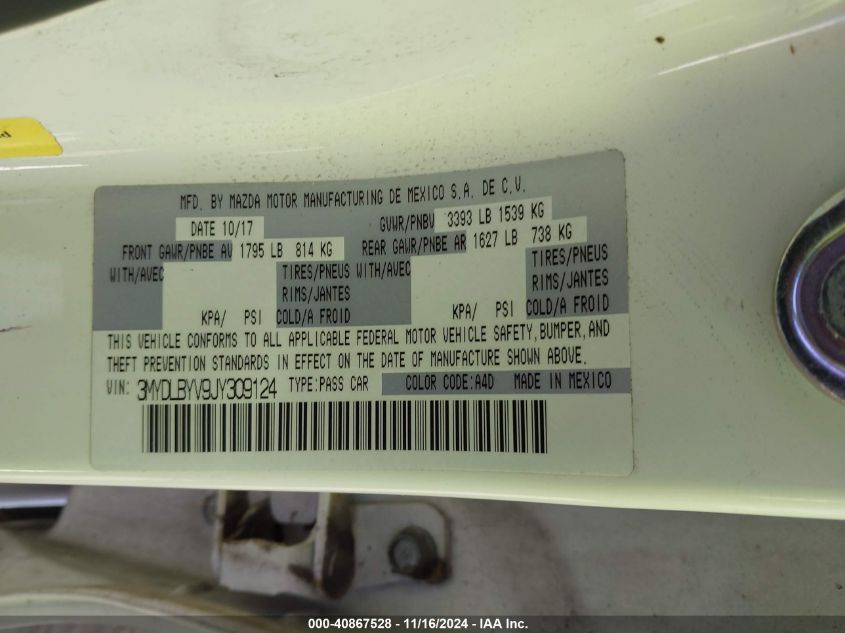 MFD. BY MAZDA MOTOR MANUFACTURING DE MEXICO S.A. DE C.V.
DATE 10/17 GVWR/PNBV 3393 LB 1539 KG
FRONT GAWR/PNBE AV 1795 LB 814 KG REAR GAWR/PNBE AR 1627 LB 738 KG
WITH/AVEC TIRES/PNEUS WITH/AVEC TIRES/PNEUS
RIMS/JANTES RIMS/JANTES
KPA/ PSI COLD/A FROID KPA/ PSI COLD/A FROID
THIS VEHICLE CONFORMS TO ALL APPLICABLE FEDERAL MOTOR VEHICLE SAFETY, BUMPER, AND
THEFT PREVENTION STANDARDS IN EFFECT ON THE DATE OF MANUFACTURE SHOWN ABOVE.
VIN: 3MYDLBYV9JY309124 TYPE:PASS CAR COLOR CODE:A4D MADE IN MEXICO
000-40867528 - 11/16/2024 - IAA Inc.